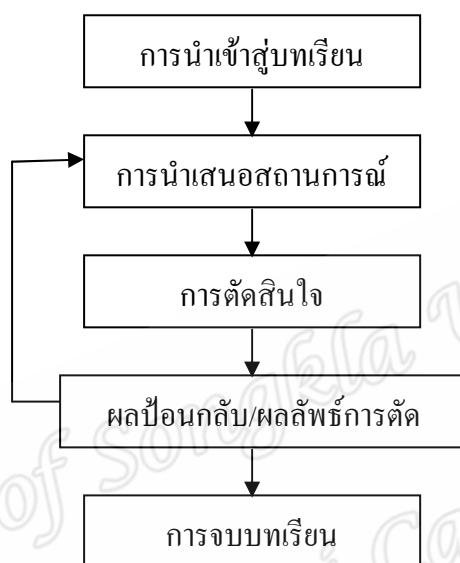 การนำเข้าสู่บทเรียน
การนำเสนอสถานการณ์
การตัดสินใจ
ผลป้อนกลับ/ผลลัพธ์การตัด
การจบบทเรียน
of Songkla U
Ca